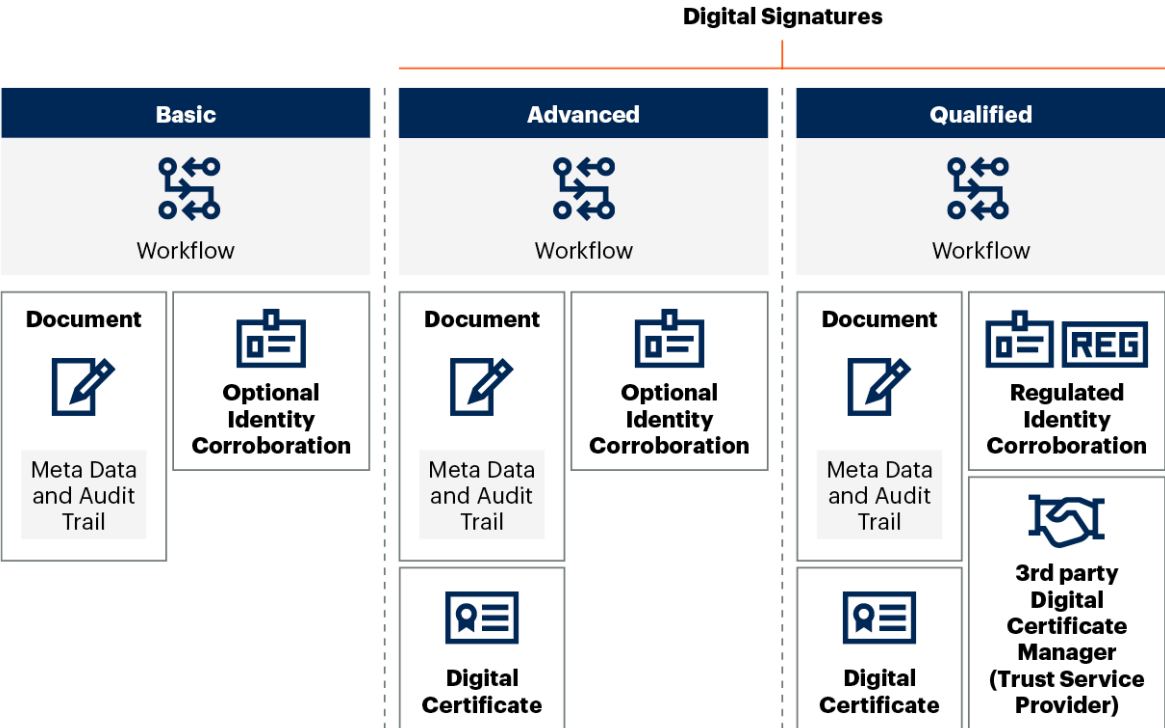 Digital Signatures
Basic
Workflow
Document
Meta Data
and Audit
Trail
Optional
Identity
Corroboration
Advanced
Workflow
Document
Meta Data
and Audit
Trail
Optional
Identity
Corroboration
Digital
Certificate
Qualified
Workflow
Document
Meta Data
and Audit
Trail
REG
Regulated
Identity
Corroboration
Digital
Certificate
3rd party
Digital
Certificate
Manager
(Trust Service
Provider)